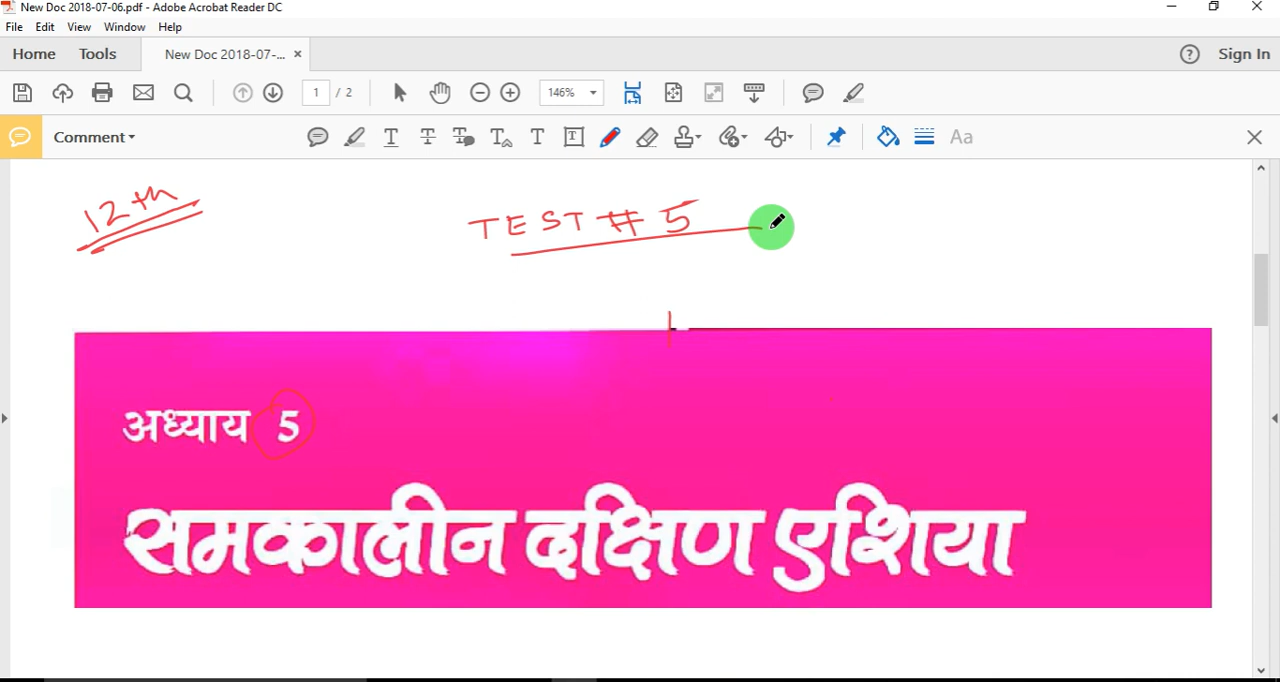 New Doc 2018-07-06.pdf - Adobe Acrobat Reader DC
File Edit View Window Help
Home Tools New Doc 2018-07-... × Sign In
1 / 2 146%
Comment
Aa
12th
TEST # 5
अध्याय 5
समकालीन दक्षिण एशिया